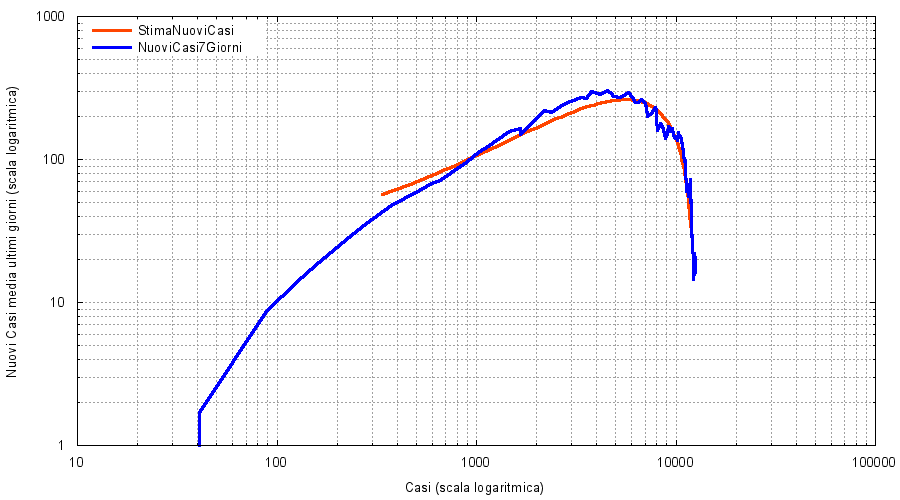 1000
100
10
1
StimaNuoviCasi
NuoviCasi7Giorni
Nuovi Casi media ultimi giorni (scala logaritmica)
10 100 1000 10000 100000
Casi (scala logaritmica)